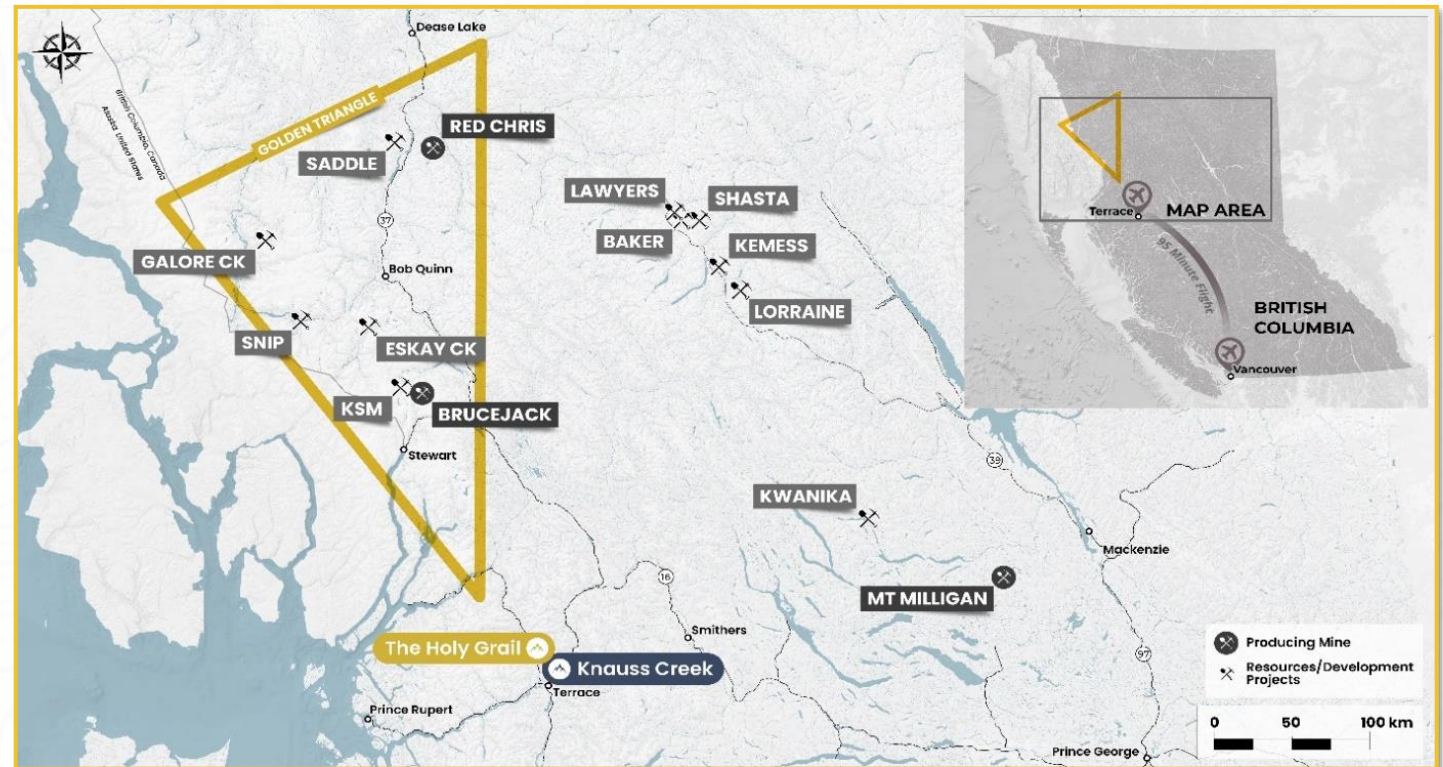 Dease Lake
British Columbia, Canada
Alaska, United States
GOLDEN TRIANGLE
RED CHRIS
SADDLE
37
GALORE CK
Bob Quinn
SNIP
ESKAY CK
KSM
BRUCEJACK
Stewart
LAWYERS
SHASTA
BAKER
KEMESS
LORRAINE
Terrace
MAP AREA
95 Minute Flight
BRITISH
COLUMBIA
Vancouver
39
KWANIKA
Mackenzie
MT MILLIGAN
16
Smithers
The Holy Grail
Knauss Creek
Terrace
Prince Rupert
97
Prince George
Producing Mine
Resources/Development
Projects
0 50 100 km